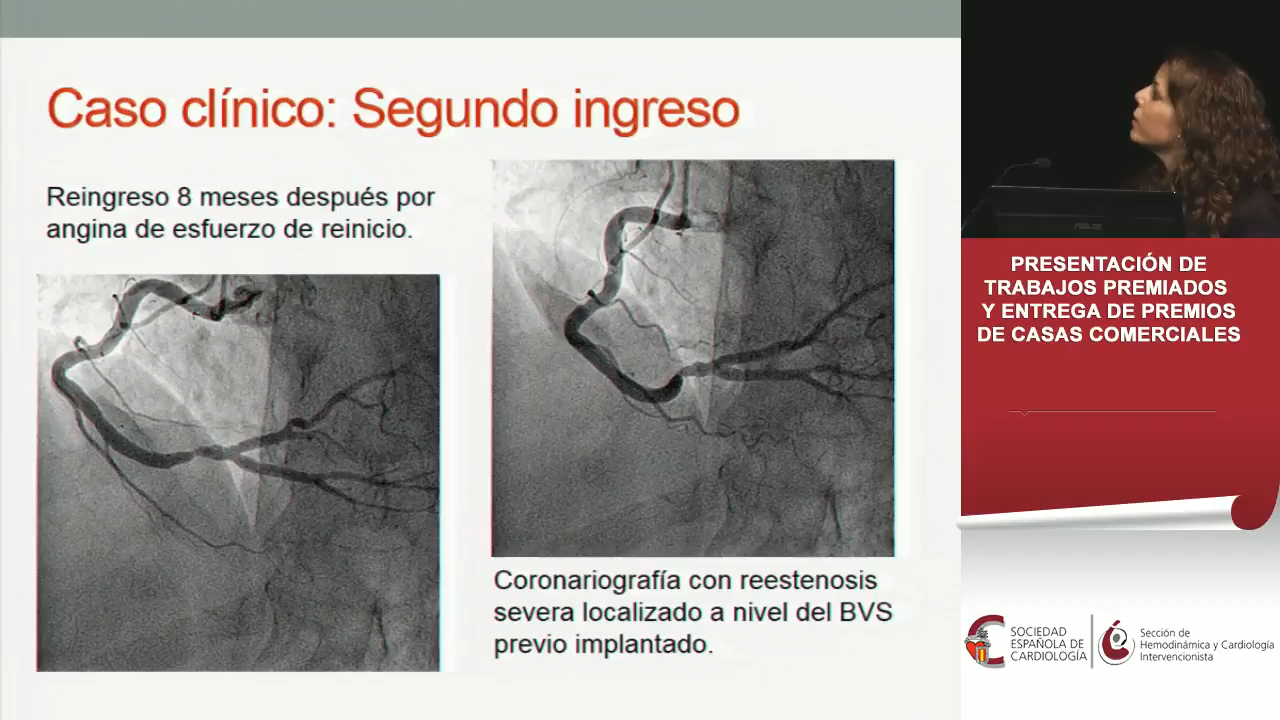 Caso clínico: Segundo ingreso
Reingreso 8 meses después por
angina de esfuerzo de reinicio.
Coronariografía con reestenosis
severa localizado a nivel del BVS
previo implantado.
PRESENTACIÓN DE
TRABAJOS PREMIADOS
Y ENTREGA DE PREMIOS
DE CASAS COMERCIALES
SOCIEDAD
ESPAÑOLA DE
CARDIOLOGÍA
Sección de
Hemodinámica y Cardiología
Intervencionista